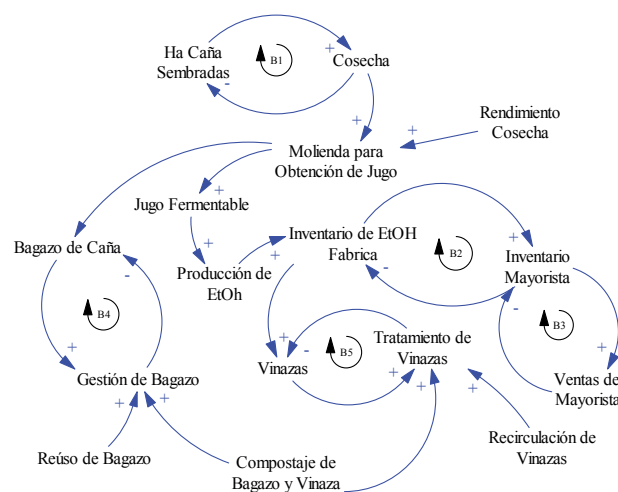 Ha Caña
Sembradas
B1
+
-
Cosecha
+
Rendimiento
Cosecha
+
Molienda para
Obtención de Jugo
+
Jugo Fermentable
+
Producción de
EtOh
+
+
Bagazo de Caña
-
B4
+
Gestión de Bagazo
+
+
Inventario de EtOH
Fabrica
-
B2
+
Inventario
Mayorista
-
B3
+
Ventas de
Mayorista
+
Vinazas
-
B5
Tratamiento de
Vinazas
+
+
+
Reúso de Bagazo
Compostaje de
Bagazo y Vinaza
Recirculación de
Vinazas